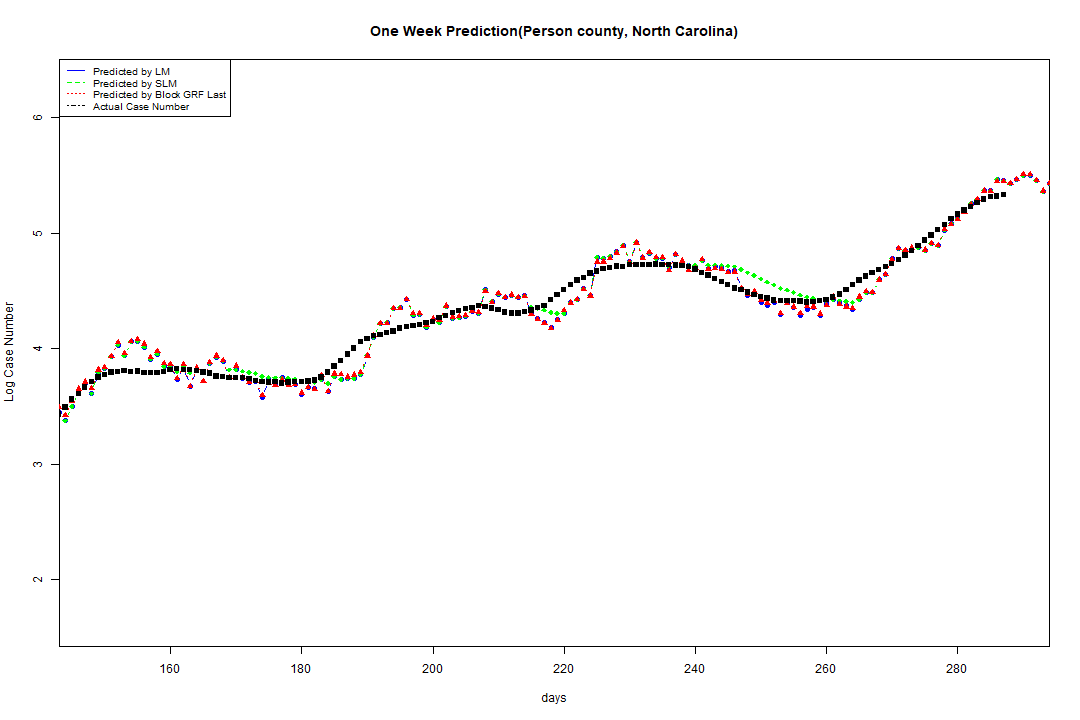 One Week Prediction(Person county, North Carolina)
Predicted by LM
Predicted by SLM
Predicted by Block GRF Last
Actual Case Number
6
5
4
3
2
Log Case Number
160 180 200 220 240 260 280
days